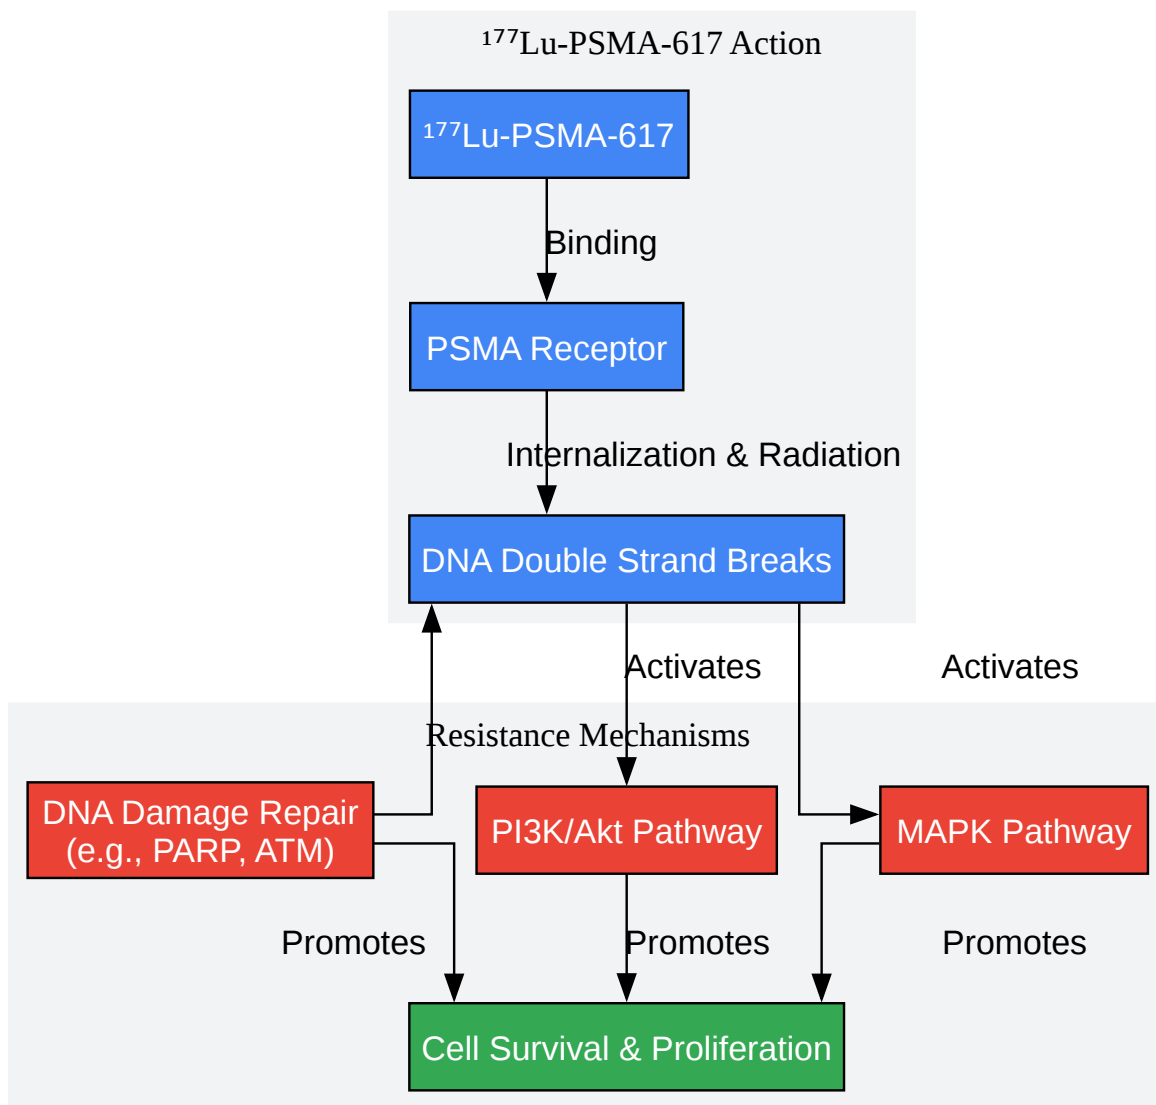 ¹⁷⁷Lu-PSMA-617 Action
¹⁷⁷Lu-PSMA-617
Binding
PSMA Receptor
Internalization & Radiation
DNA Double Strand Breaks
Activates
Activates
Resistance Mechanisms
DNA Damage Repair
(e.g., PARP, ATM)
PI3K/Akt Pathway
MAPK Pathway
Promotes
Promotes
Promotes
Cell Survival & Proliferation